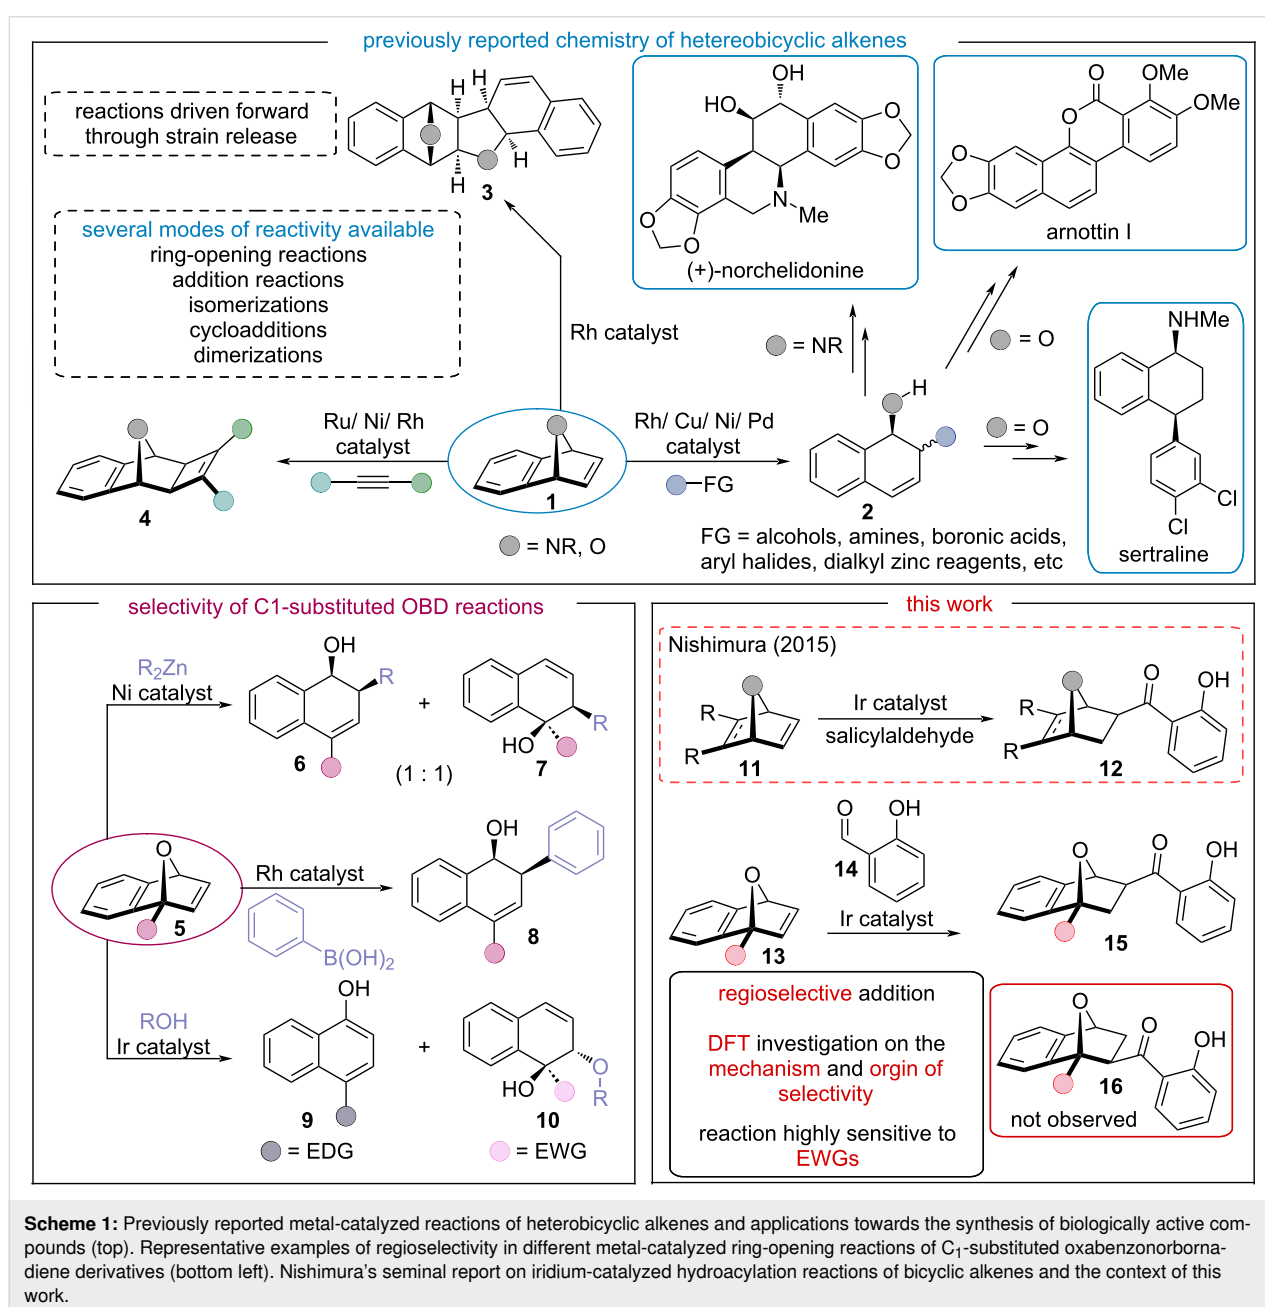 previously reported chemistry of hetereobicyclic alkenes
reactions driven forward
through strain release
several modes of reactivity available
ring-opening reactions
addition reactions
isomerizations
cycloadditions
dimerizations
H
H
H
H
3
OH
HO
O
O
N
Me
O
O
(+)-norchelidonine
O
OMe
OMe
O
O
O
arnottin I
Rh catalyst
= NR
= O
= O
NHMe
Cl
Cl
sertraline
Ru/ Ni/ Rh
catalyst
4
1
= NR, O
Rh/ Cu/ Ni/ Pd
catalyst
FG
H
2
FG = alcohols, amines, boronic acids,
aryl halides, dialkyl zinc reagents, etc
selectivity of C1-substituted OBD reactions
R2Zn
Ni catalyst
OH
R
6
+
(1 : 1)
HO
R
7
O
5
Rh catalyst
B(OH)2
OH
8
ROH
Ir catalyst
OH
9
= EDG
+
HO
O
R
10
= EWG
this work
Nishimura (2015)
R
R
11
Ir catalyst
salicylaldehyde
R
R
O
OH
12
O
13
O
OH
14
Ir catalyst
O
O
OH
15
regioselective addition
DFT investigation on the
mechanism and orgin of
selectivity
reaction highly sensitive to
EWGs
O
O
OH
16
not observed
Scheme 1: Previously reported metal-catalyzed reactions of heterobicyclic alkenes and applications towards the synthesis of biologically active com-
pounds (top). Representative examples of regioselectivity in different metal-catalyzed ring-opening reactions of C1-substituted oxabenzonorborna-
diene derivatives (bottom left). Nishimura's seminal report on iridium-catalyzed hydroacylation reactions of bicyclic alkenes and the context of this
work.